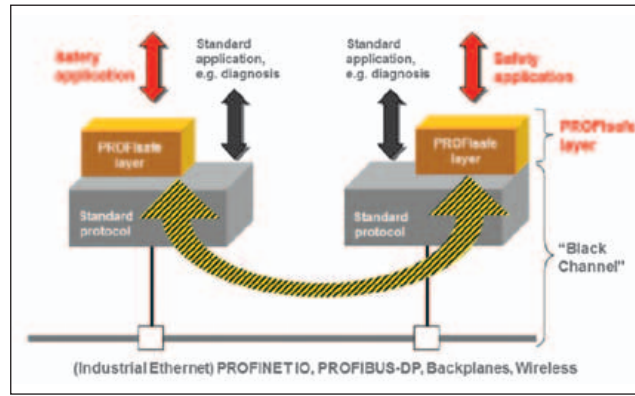 Safety
application
Standard
application,
e.g. diagnosis
Standard
application,
e.g. diagnosis
Safety
application
PROFIsafe
layer
PROFIsafe
layer
PROFIsafe
layer
Standard
protocol
Standard
protocol
"Black
Channel"
(Industrial Ethernet) PROFINET IO, PROFIBUS-DP, Backplanes, Wireless